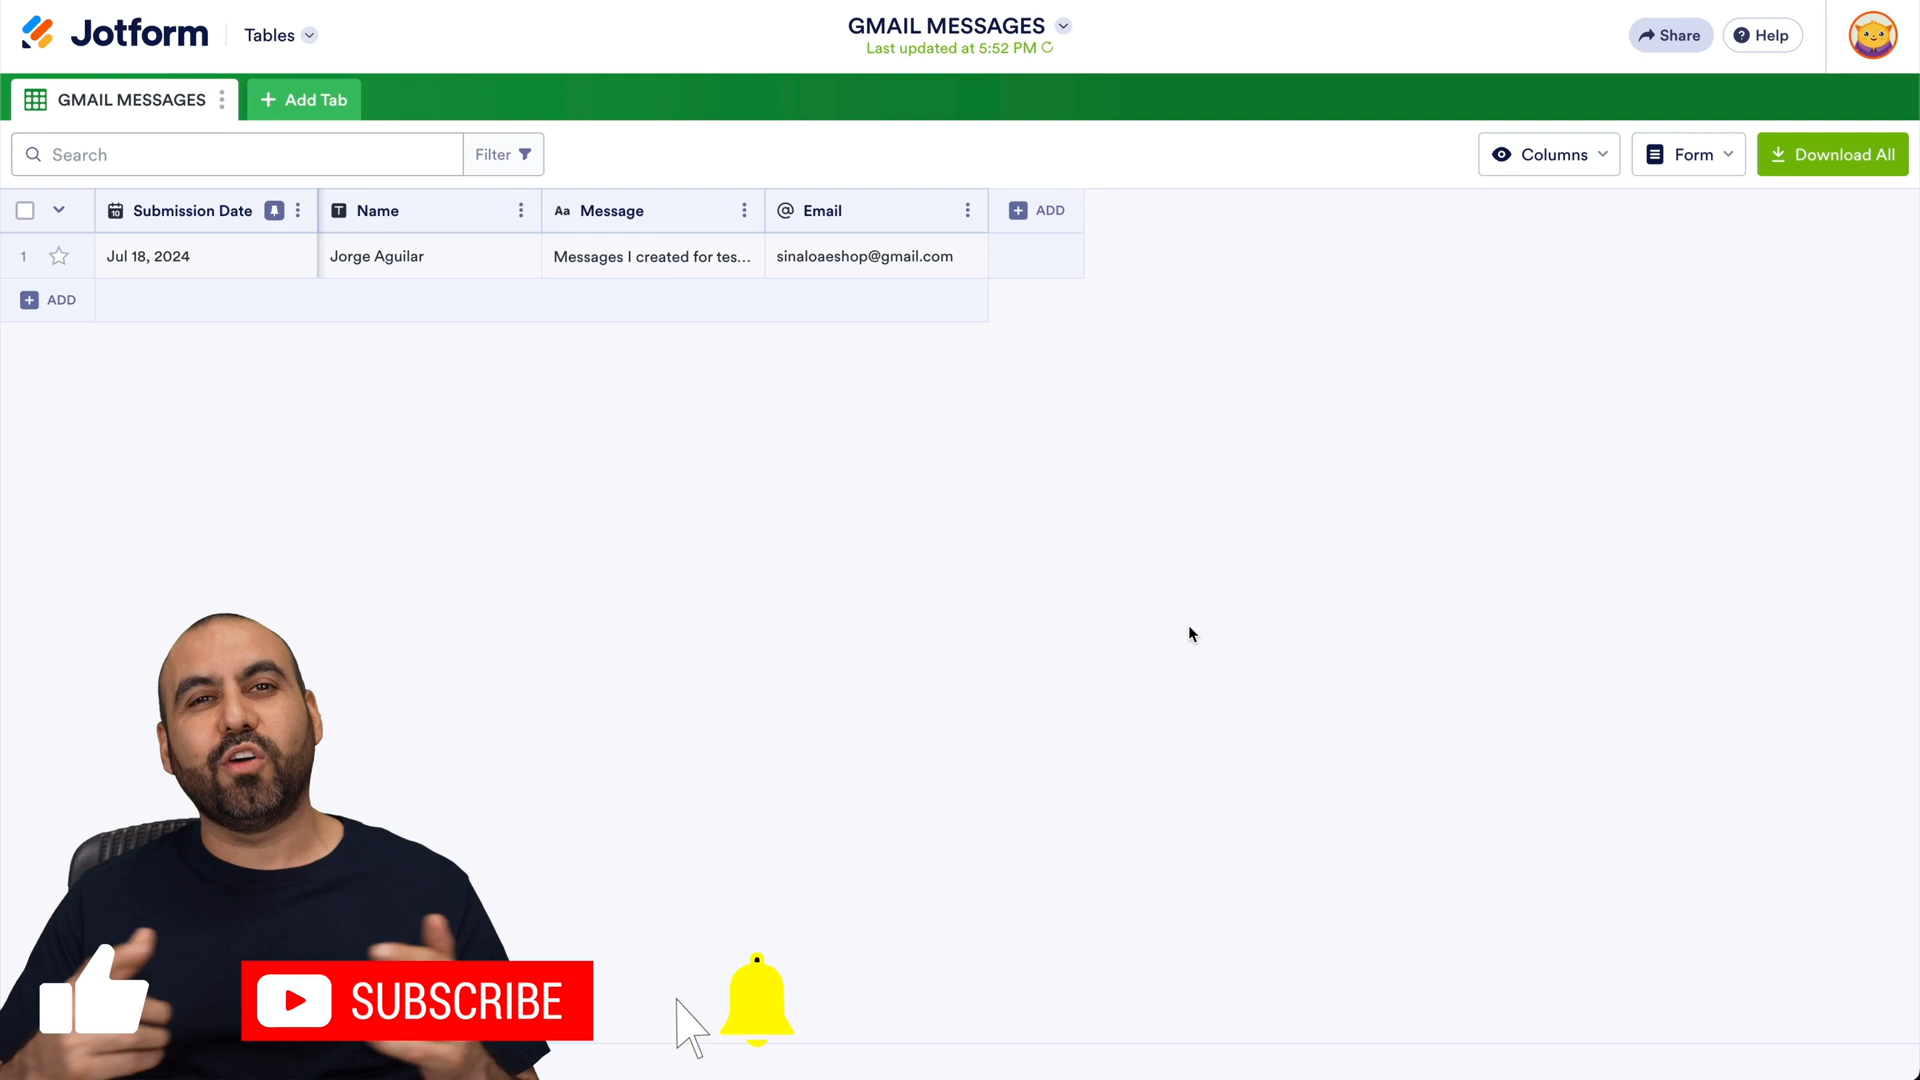 Jotform
Tables
GMAIL MESSAGES
Last updated at 5:52 PM
Share
Help
GMAIL MESSAGES
Add Tab
Search
Filter
Columns
Form
Download All
Submission Date
Name
Aa Message
@ Email
ADD
1
Jul 18, 2024
Jorge Aguilar
Messages I created for tes...
sinaloaeshop@gmail.com
ADD
SUBSCRIBE